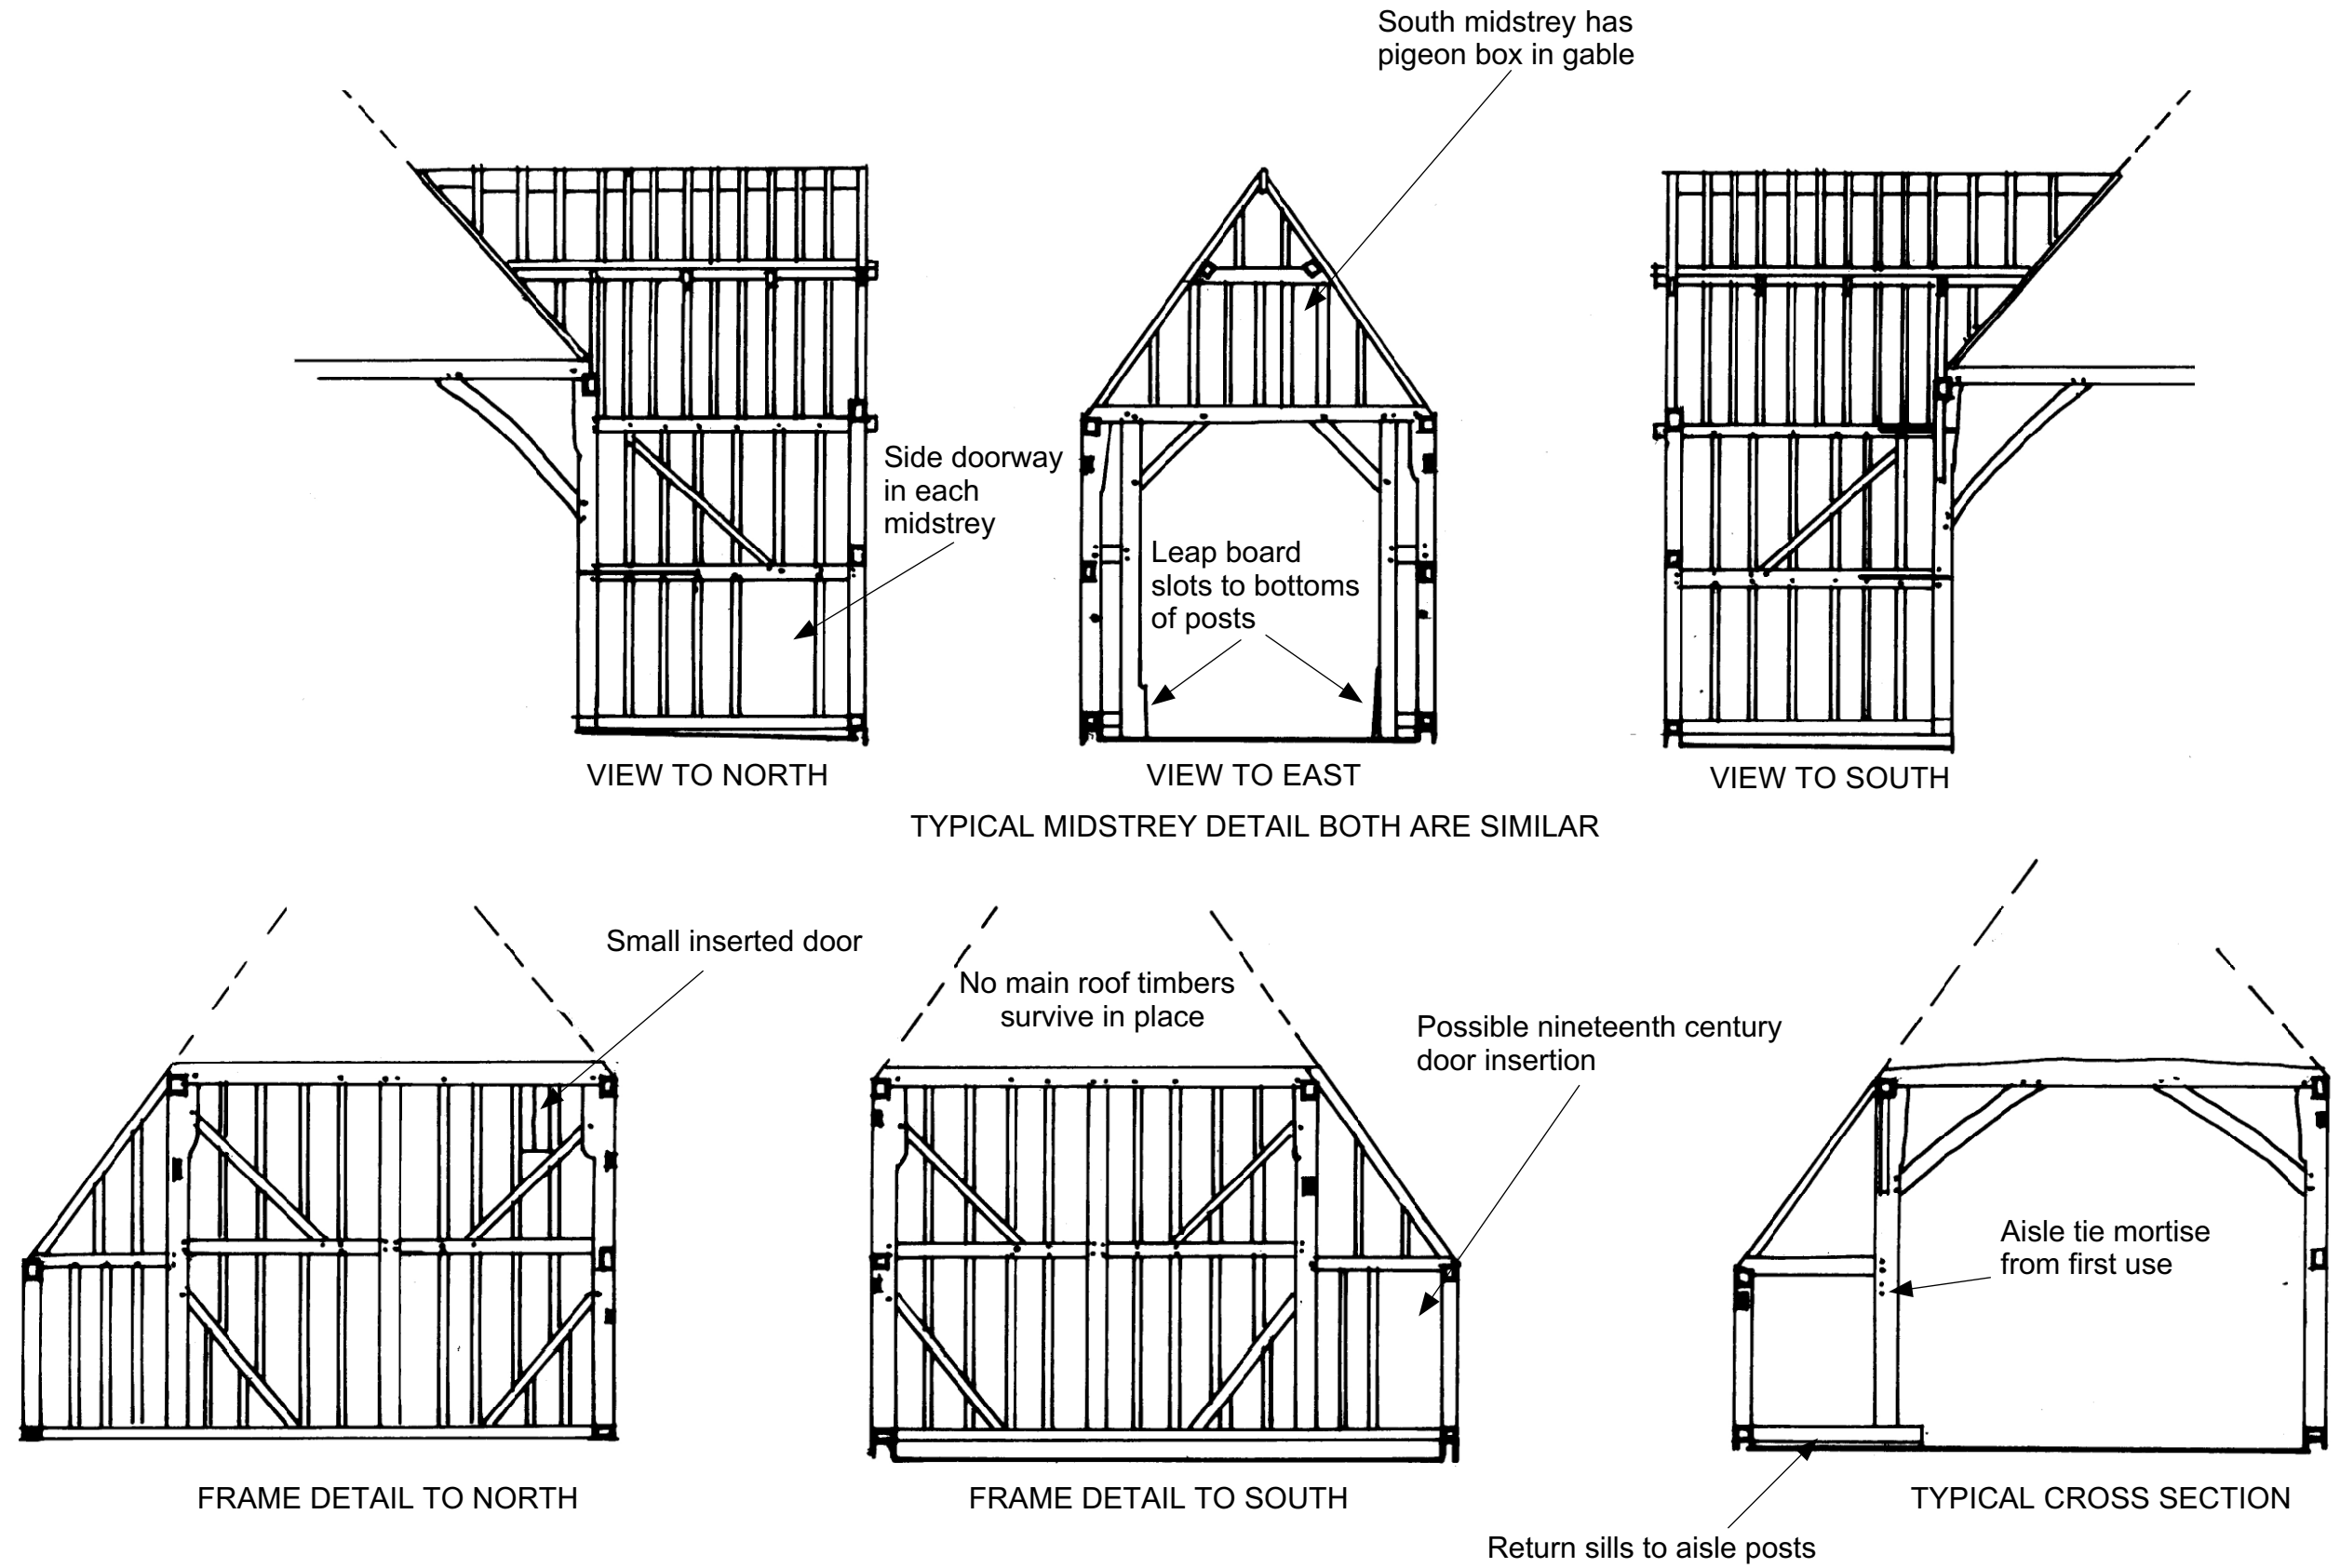 South midstrey has
pigeon box in gable
Side doorway
in each
midstrey
Leap board
slots to bottoms
of posts
VIEW TO NORTH
VIEW TO EAST
VIEW TO SOUTH
TYPICAL MIDSTREY DETAIL BOTH ARE SIMILAR
Small inserted door
No main roof timbers
survive in place
Possible nineteenth century
door insertion
Aisle tie mortise
from first use
FRAME DETAIL TO NORTH
FRAME DETAIL TO SOUTH
TYPICAL CROSS SECTION
Return sills to aisle posts